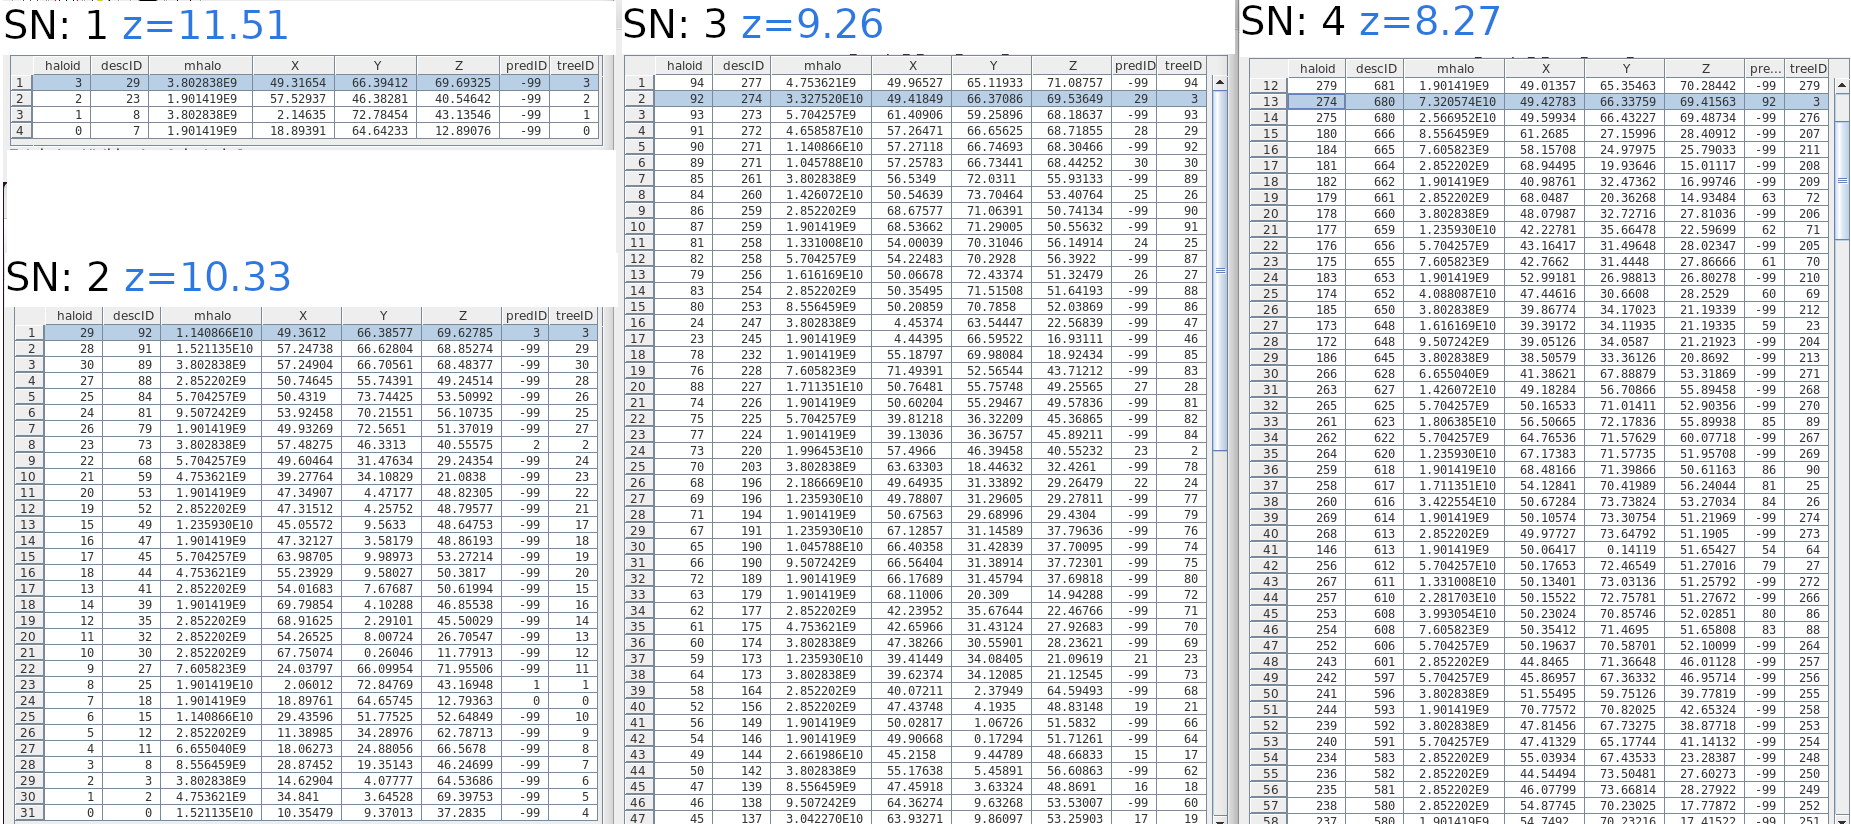 SN: 1 z=11.51
haloid descID mhalo X Y Z predID treeID
1 3 29 3.802838E9 49.31654 66.39412 69.69325 -99 3
2 2 23 1.901419E9 57.52937 46.38281 40.54642 -99 2
3 1 8 3.802838E9 2.14635 72.78454 43.13546 -99 1
4 0 7 1.901419E9 18.89391 64.64233 12.89076 -99 0
SN: 2 z=10.33
haloid descID mhalo X Y Z predID treeID
1 29 92 1.140866E10 49.3612 66.38577 69.62785 3 3
2 28 91 1.521135E10 57.24738 66.62804 68.85274 -99 29
3 30 89 3.802838E9 57.24904 66.70561 68.48377 -99 30
4 27 88 2.852202E9 50.74645 55.74391 49.24514 -99 28
5 25 84 5.704257E9 50.4319 73.74425 53.50992 -99 26
6 24 81 9.507242E9 53.92458 70.21551 56.10735 -99 25
7 26 79 1.901419E9 49.93269 72.5651 51.37019 -99 27
8 23 73 3.802838E9 57.48275 46.3313 40.55575 2 2
9 22 68 5.704257E9 49.60464 31.47634 29.24354 -99 24
10 21 59 4.753621E9 39.27764 34.10829 21.0838 -99 23
11 20 53 1.901419E9 47.34907 4.47177 48.82305 -99 22
12 19 52 2.852202E9 47.31512 4.25752 48.79577 -99 21
13 15 49 1.235930E10 45.05572 9.5633 48.64753 -99 17
14 16 47 1.901419E9 47.32127 3.58179 48.86193 -99 18
15 17 45 5.704257E9 63.98705 9.98973 53.27214 -99 19
16 18 44 4.753621E9 55.23929 9.58027 50.3817 -99 20
17 13 41 2.852202E9 54.01683 7.67687 50.61994 -99 15
18 14 39 1.901419E9 69.79854 4.10288 46.85538 -99 16
19 12 35 2.852202E9 68.91625 2.29101 45.50029 -99 14
20 11 32 2.852202E9 54.26525 8.00724 26.70547 -99 13
21 10 30 2.852202E9 67.75074 0.26046 11.77913 -99 12
22 9 27 7.605823E9 24.03797 66.09954 71.95506 -99 11
23 8 25 1.901419E10 2.06012 72.84769 43.16948 1 1
24 7 18 1.901419E9 18.89761 64.65745 12.79363 0 0
25 6 15 1.140866E10 29.43596 51.77525 52.64849 -99 10
26 5 12 2.852202E9 11.38985 34.28976 62.78713 -99 9
27 4 11 6.655040E9 18.06273 24.88056 66.5678 -99 8
28 3 8 8.556459E9 28.87452 19.35143 46.24699 -99 7
29 2 3 3.802838E9 14.62904 4.07777 64.53686 -99 6
30 1 2 4.753621E9 34.841 3.64528 69.39753 -99 5
31 0 0 1.521135E10 10.35479 9.37013 37.2835 -99 4
SN: 3 z=9.26
haloid descID mhalo X Y Z predID treeID
1 94 277 4.753621E9 49.96527 65.11933 71.08757 -99 94
2 92 274 3.327520E10 49.41849 66.37086 69.53649 29 3
3 93 273 5.704257E9 61.40906 59.25896 68.18637 -99 93
4 91 272 4.658587E10 57.26471 66.65625 68.71855 28 29
5 90 271 1.140866E10 57.27118 66.74693 68.30466 -99 92
6 89 271 1.045788E10 57.25783 66.73441 68.44252 30 30
7 85 261 3.802838E9 56.5349 72.0311 55.93133 -99 89
8 84 260 1.426072E10 50.54639 73.70464 53.40764 25 26
9 86 259 2.852202E9 68.67577 71.06391 50.74134 -99 90
10 87 259 1.901419E9 68.53662 71.29005 50.55632 -99 91
11 81 258 1.331008E10 54.00039 70.31046 56.14914 24 25
12 82 258 5.704257E9 54.22483 70.2928 56.3922 -99 87
13 79 256 1.616169E10 50.06678 72.43374 51.32479 26 27
14 83 254 2.852202E9 50.35495 71.51508 51.64193 -99 88
15 80 253 8.556459E9 50.20859 70.7858 52.03869 -99 86
16 24 247 3.802838E9 4.45374 63.54447 22.56839 -99 47
17 23 245 1.901419E9 4.44395 66.59522 16.93111 -99 46
18 78 232 1.901419E9 55.18797 69.98084 18.92434 -99 85
19 76 228 7.605823E9 71.49391 52.56544 43.71212 -99 83
20 88 227 1.711351E10 50.76481 55.75748 49.25565 27 28
21 74 226 1.901419E9 50.60204 55.29467 49.57836 -99 81
22 75 225 5.704257E9 39.81218 36.32209 45.36865 -99 82
23 77 224 1.901419E9 39.13036 36.36757 45.89211 -99 84
24 73 220 1.996453E10 57.4966 46.39458 40.55232 23 2
25 70 203 3.802838E9 63.63303 18.44632 32.4261 -99 78
26 68 196 2.186669E10 49.64935 31.33892 29.26479 22 24
27 69 196 1.235930E10 49.78807 31.29605 29.27811 -99 77
28 71 194 1.901419E9 50.67563 29.68996 29.4304 -99 79
29 67 191 1.235930E10 67.12857 31.14589 37.79636 -99 76
30 65 190 1.045788E10 66.40358 31.42839 37.70095 -99 74
31 66 190 9.507242E9 66.56404 31.38914 37.72301 -99 75
32 72 189 1.901419E9 66.17689 31.45794 37.69818 -99 80
33 63 179 1.901419E9 68.11006 20.309 14.94288 -99 72
34 62 177 2.852202E9 42.23952 35.67644 22.46766 -99 71
35 61 175 4.753621E9 42.65966 31.43124 27.92683 -99 70
36 60 174 3.802838E9 47.38266 30.55901 28.23621 -99 69
37 59 173 1.235930E10 39.41449 34.08405 21.09619 21 23
38 64 173 3.802838E9 39.62374 34.12085 21.12545 -99 73
39 58 164 2.852202E9 40.07211 2.37949 64.59493 -99 68
40 52 156 2.852202E9 47.43748 4.1935 48.83148 19 21
41 56 149 1.901419E9 50.02817 1.06726 51.5832 -99 66
42 54 146 1.901419E9 49.90668 0.17294 51.71261 -99 64
43 49 144 2.661986E10 45.2158 9.44789 48.66833 15 17
44 50 142 3.802838E9 55.17638 5.45891 56.60863 -99 62
45 47 139 8.556459E9 47.45918 3.63324 48.8691 16 18
46 46 138 9.507242E9 64.36274 9.63268 53.53007 -99 60
47 45 137 3.042270E10 63.93271 9.86097 53.25903 17 19
SN: 4 z=8.27
haloid descID mhalo X Y Z pre... treeID
12 279 681 1.901419E9 49.01357 65.35463 70.28442 -99 279
13 274 680 7.320574E10 49.42783 66.33759 69.41563 92 3
14 275 680 2.566952E10 49.59934 66.43227 69.48734 -99 276
15 180 666 8.556459E9 61.2685 27.15996 28.40912 -99 207
16 184 665 7.605823E9 58.15708 24.97975 25.79033 -99 211
17 181 664 2.852202E9 68.94495 19.93646 15.01117 -99 208
18 182 662 1.901419E9 40.98761 32.47362 16.99746 -99 209
19 179 661 2.852202E9 68.0487 20.36268 14.93484 63 72
20 178 660 3.802838E9 48.07987 32.72716 27.81036 -99 206
21 177 659 1.235930E10 42.22781 35.66478 22.59699 62 71
22 176 656 5.704257E9 43.16417 31.49648 28.02347 -99 205
23 175 655 7.605823E9 42.7662 31.4448 27.86666 61 70
24 183 653 1.901419E9 52.99181 26.98813 26.80278 -99 210
25 174 652 4.088087E10 47.44616 30.6608 28.2529 60 69
26 185 650 3.802838E9 39.86774 34.17023 21.19339 -99 212
27 173 648 1.616169E10 39.39172 34.11935 21.19335 59 23
28 172 648 9.507242E9 39.05126 34.0587 21.21923 -99 204
29 186 645 3.802838E9 38.50579 33.36126 20.8692 -99 213
30 266 628 6.655040E9 41.38621 67.88879 53.31869 -99 271
31 263 627 1.426072E10 49.18284 56.70866 55.89458 -99 268
32 265 625 5.704257E9 50.16533 71.01411 52.90356 -99 270
33 261 623 1.806385E10 56.50665 72.17836 55.89938 85 89
34 262 622 5.704257E9 64.76536 71.57629 60.07718 -99 267
35 264 620 1.235930E10 67.17383 71.57735 51.95708 -99 269
36 259 618 1.901419E10 68.48166 71.39866 50.61163 86 90
37 258 617 1.711351E10 54.12841 70.41989 56.24044 81 25
38 260 616 3.422554E10 50.67284 73.73824 53.27034 84 26
39 269 614 1.901419E9 50.10574 73.30754 51.21969 -99 274
40 268 613 2.852202E9 49.97727 73.64792 51.1905 -99 273
41 146 613 1.901419E9 50.06417 0.14119 51.65427 54 64
42 256 612 5.704257E10 50.17653 72.46549 51.27016 79 27
43 267 611 1.331008E10 50.13401 73.03136 51.25792 -99 272
44 257 610 2.281703E10 50.15522 72.75781 51.27672 -99 266
45 253 608 3.993054E10 50.23024 70.85746 52.02851 80 86
46 254 608 7.605823E9 50.35412 71.4695 51.65808 83 88
47 252 606 5.704257E9 50.19637 70.58701 52.10099 -99 264
48 243 601 2.852202E9 44.8465 71.36648 46.01128 -99 257
49 242 597 5.704257E9 45.86957 67.36332 46.95714 -99 256
50 241 596 3.802838E9 51.55495 59.75126 39.77819 -99 255
51 244 593 1.901419E9 70.77572 70.82025 42.65324 -99 258
52 239 592 3.802838E9 47.81456 67.73275 38.87718 -99 253
53 240 591 5.704257E9 47.41329 65.17744 41.14132 -99 254
54 234 583 2.852202E9 55.03934 67.43533 23.28387 -99 248
55 236 582 2.852202E9 44.54494 73.50481 27.60273 -99 250
56 235 581 2.852202E9 46.07799 73.66814 28.27922 -99 249
57 238 580 2.852202E9 54.87745 70.23025 17.77872 -99 252
58 237 580 1.901419E9 54.7492 70.23216 17.41522 -99 251